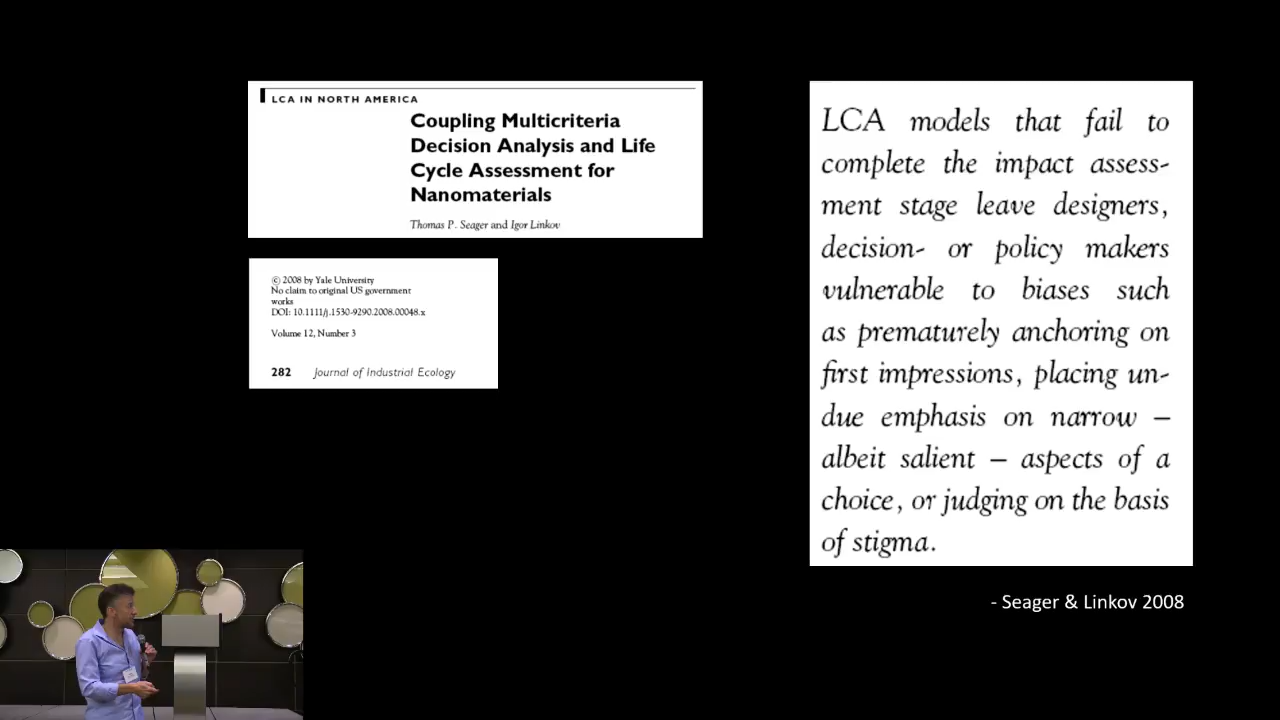 LCA IN NORTH AMERICA
Coupling Multicriteria
Decision Analysis and Life
Cycle Assessment for
Nanomaterials
Thomas P. Seager and Igor Linkov
© 2008 by Yale University
No claim to original US government
works
DOI: 10.1111/j.1530-9290.2008.00048.x
Volume 12, Number 3
282 Journal of Industrial Ecology
LCA models that fail to
complete the impact assess-
ment stage leave designers,
decision- or policy makers
vulnerable to biases such
as prematurely anchoring on
first impressions, placing un-
due emphasis on narrow –
albeit salient – aspects of a
choice, or judging on the basis
of stigma.
- Seager & Linkov 2008